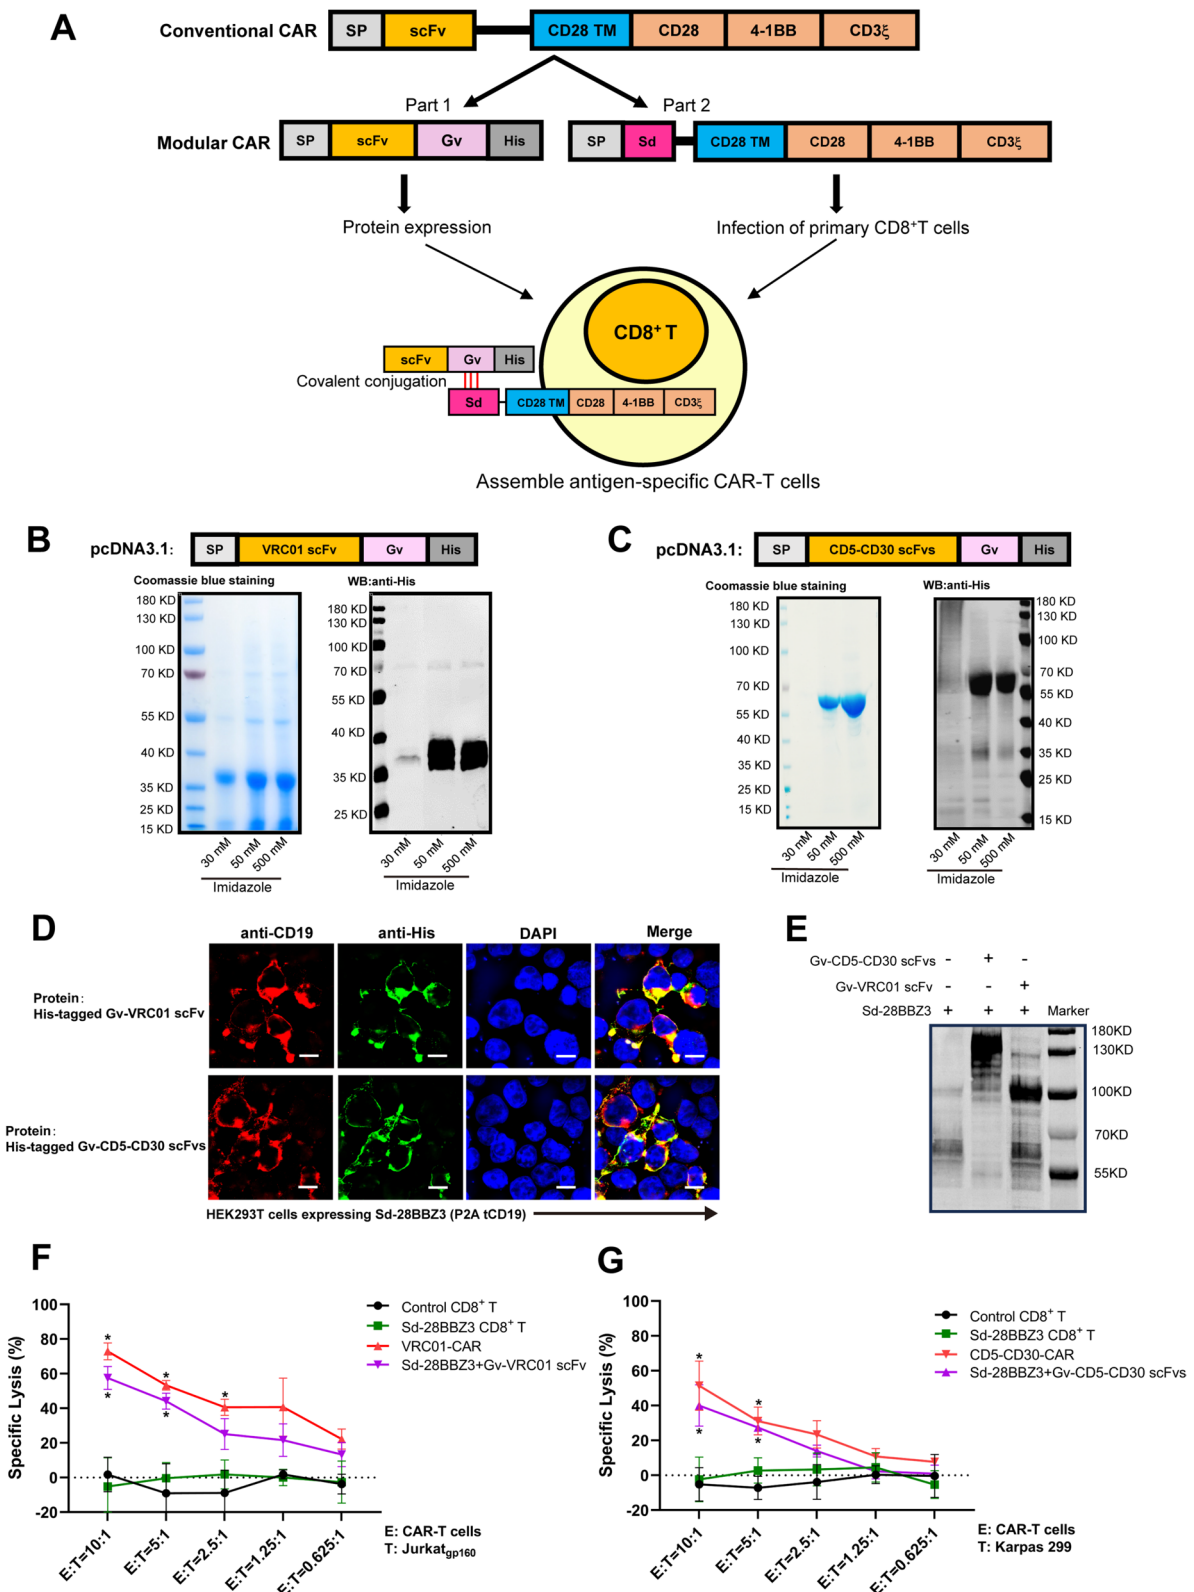 A
Conventional CAR
SP scFv CD28 TM CD28 4-1BB CD3ξ
Part 1
Part 2
Modular CAR
SP scFv Gv His
SP Sd CD28 TM CD28 4-1BB CD3ξ
Protein expression
Infection of primary CD8⁺T cells
CD8⁺ T
scFv Gv His
Covalent conjugation
Sd CD28 TM CD28 4-1BB CD3ξ
Assemble antigen-specific CAR-T cells
B
pcDNA3.1: SP VRC01 scFv Gv His
Coomassie blue staining
180 KD
130 KD
100 KD
70 KD
55 KD
40 KD
35 KD
25 KD
15 KD
30 mM 50 mM 500 mM
Imidazole
WB:anti-His
180 KD
130 KD
100 KD
70 KD
55 KD
40 KD
35 KD
25 KD
30 mM 50 mM 500 mM
Imidazole
C
pcDNA3.1: SP CD5-CD30 scFvs Gv His
Coomassie blue staining
180 KD
130 KD
100 KD
70 KD
55 KD
40 KD
35 KD
25 KD
15 KD
30 mM 50 mM 500 mM
Imidazole
WB:anti-His
180 KD
130 KD
100 KD
70 KD
55 KD
40 KD
35 KD
25 KD
15 KD
30 mM 50 mM 500 mM
Imidazole
D
anti-CD19 anti-His DAPI Merge
Protein:
His-tagged Gv-VRC01 scFv
Protein:
His-tagged Gv-CD5-CD30 scFvs
HEK293T cells expressing Sd-28BBZ3 (P2A tCD19)
E
Gv-CD5-CD30 scFvs - + -
Gv-VRC01 scFv - - +
Sd-28BBZ3 + + + Marker
180KD
130KD
100KD
70KD
55KD
F
Specific Lysis (%)
100
80
60
40
20
0
-20
* * *
* *
Control CD8⁺ T
Sd-28BBZ3 CD8⁺ T
VRC01-CAR
Sd-28BBZ3+Gv-VRC01 scFv
E:T=10:1 E:T=5:1 E:T=2.5:1 E:T=1.25:1 E:T=0.625:1
E: CAR-T cells
T: Jurkatgp160
G
Specific Lysis (%)
100
80
60
40
20
0
-20
* *
* *
Control CD8⁺ T
Sd-28BBZ3 CD8⁺ T
CD5-CD30-CAR
Sd-28BBZ3+Gv-CD5-CD30 scFvs
E:T=10:1 E:T=5:1 E:T=2.5:1 E:T=1.25:1 E:T=0.625:1
E: CAR-T cells
T: Karpas 299